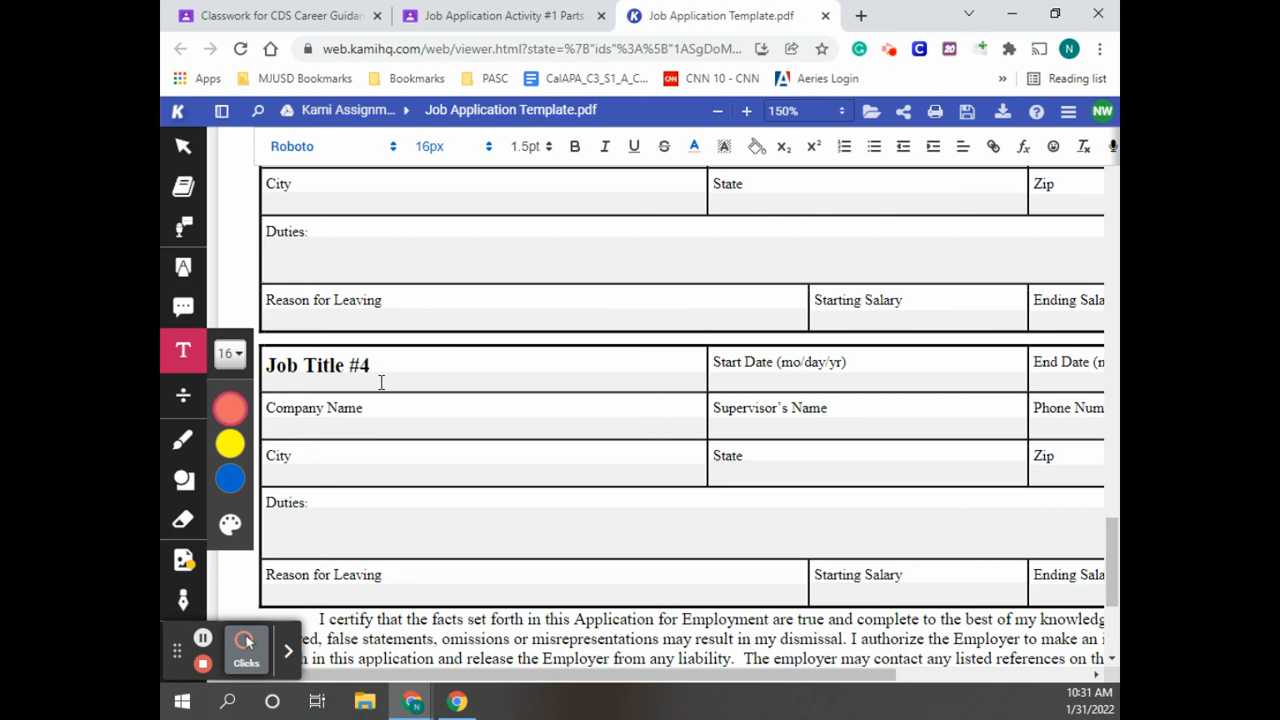 Classwork for CDS Career Guidan
Job Application Activity #1 Parts
Job Application Template.pdf
web.kamihq.com/web/viewer.html?state=%7B"ids"%3A%5B"1ASgDoM...
Apps
MJUSD Bookmarks
Bookmarks
PASC
CalAPA_C3_S1_A_C...
CNN 10 - CNN
Aeries Login
»
Reading list
Kami Assignm...
Job Application Template.pdf
150%
NW
Roboto
16px
1.5pt
City
State
Zip
Duties:
Reason for Leaving
Starting Salary
Ending Sala
16
Job Title #4
Start Date (mo/day/yr)
End Date (n
Company Name
Supervisor's Name
Phone Num
City
State
Zip
Duties:
Reason for Leaving
Starting Salary
Ending Sala
I certify that the facts set forth in this Application for Employment are true and complete to the best of my knowledg
ed, false statements, omissions or misrepresentations may result in my dismissal. I authorize the Employer to make an i
n in this application and release the Employer from any liability. The employer may contact any listed references on th
Clicks
10:31 AM
1/31/2022